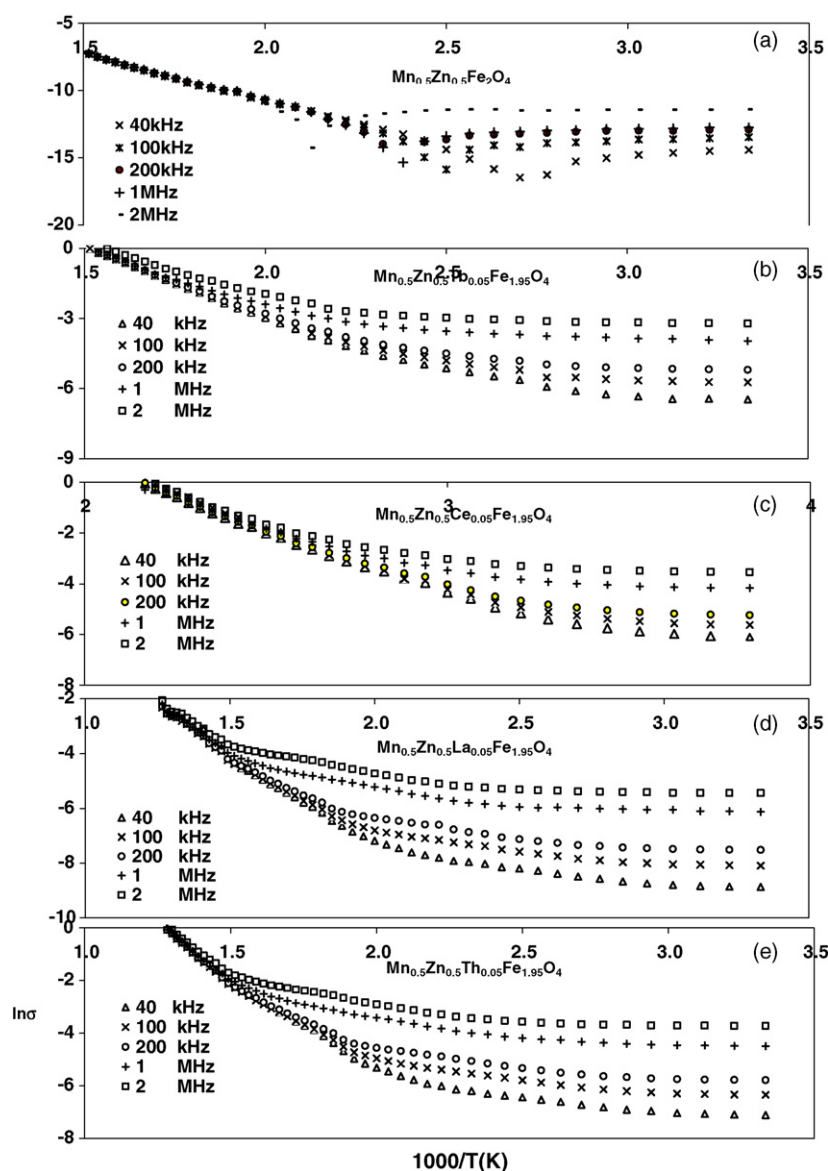 -5
1.5 2.0 2.5 3.0 3.5
(a)
Mn0.5Zn0.5Fe2O4
-10
× 40kHz
100kHz
-15
200kHz
+ 1MHz
- 2MHz
-20
0
1.5 2.0 2.5 3.0 3.5
(b)
Mn0.5Zn0.5Tb0.05Fe1.95O4
-3
△ 40 kHz
× 100 kHz
○ 200 kHz
-6
+ 1 MHz
□ 2 MHz
-9
0
2 3 4
(c)
Mn0.5Zn0.5Ce0.05Fe1.95O4
-2
△ 40 kHz
× 100 kHz
-4
200 kHz
+ 1 MHz
-6
□ 2 MHz
-8
-2
1.0 1.5 2.0 2.5 3.0 3.5
(d)
Mn0.5Zn0.5La0.05Fe1.95O4
-4
-6
△ 40 kHz
× 100 kHz
○ 200 kHz
-8
+ 1 MHz
□ 2 MHz
-10
0
1.0 1.5 2.0 2.5 3.0 3.5
(e)
Mn0.5Zn0.5Th0.05Fe1.95O4
-2
lnσ
△ 40 kHz
× 100 kHz
-4
○ 200 kHz
+ 1 MHz
-6
□ 2 MHz
-8
1000/T(K)